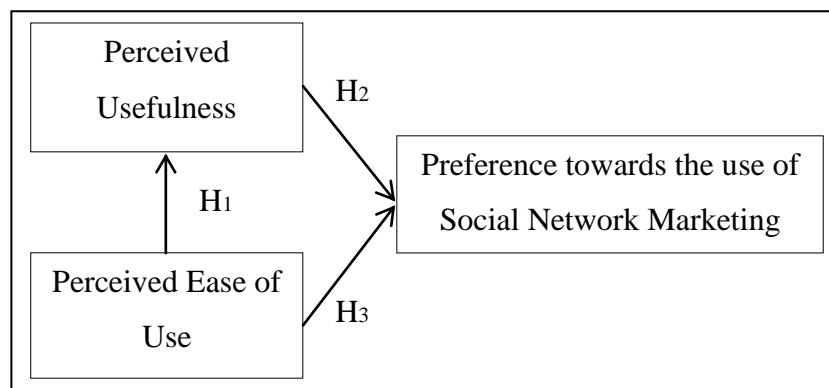 Perceived
Usefulness
H2
Preference towards the use of
Social Network Marketing
H1
Perceived Ease of
Use
H3